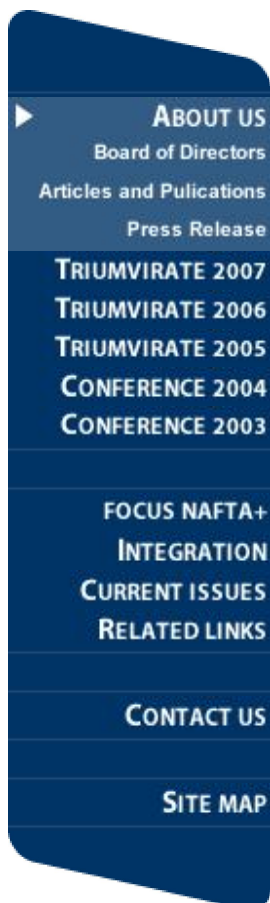 ABOUT US
Board of Directors
Articles and Pulications
Press Release
TRIUMVIRATE 2007
TRIUMVIRATE 2006
TRIUMVIRATE 2005
CONFERENCE 2004
CONFERENCE 2003
FOCUS NAFTA+
INTEGRATION
CURRENT ISSUES
RELATED LINKS
CONTACT US
SITE MAP